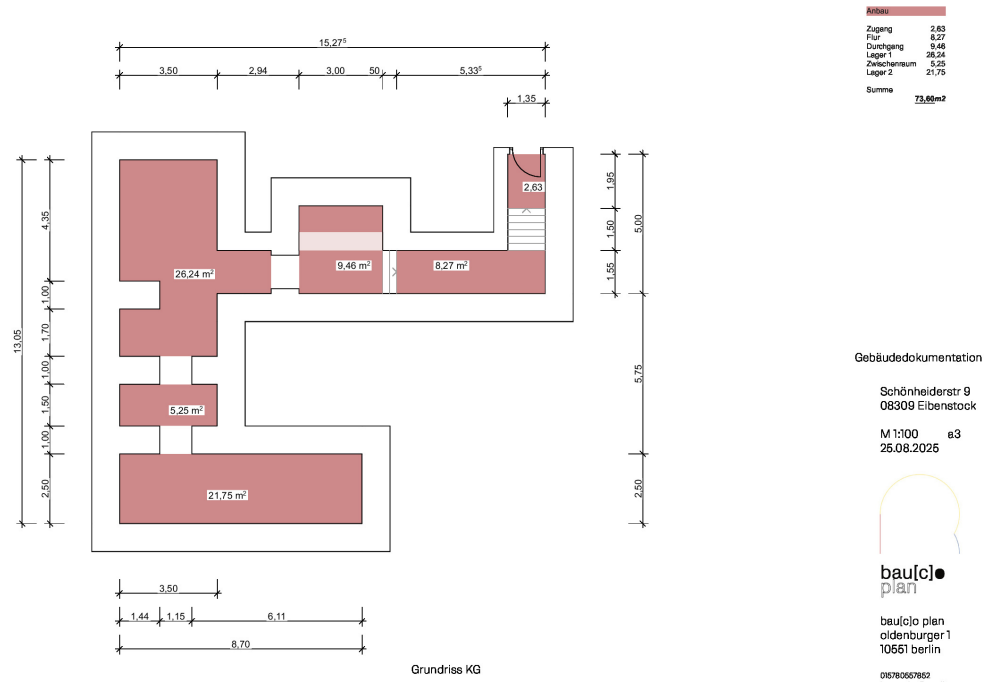 Anbau
Zugang 2,63
Flur 8,27
Durchgang 9,46
Lager 1 26,24
Zwischenraum 5,25
Lager 2 21,75
Summe
73,60m2
15,27⁵
3,50 2,94 3,00 50 5,33⁵
1,35
2,63
1,95
1,50
1,55
5,00
5,75
2,50
13,05
4,35
1,00
1,70
1,00
1,50
1,00
2,50
26,24 m²
9,46 m²
8,27 m²
5,25 m²
21,75 m²
3,50
1,44 1,15 6,11
8,70
Grundriss KG
Gebäudedokumentation
Schönheiderstr 9
08309 Eibenstock
M 1:100 a3
25.08.2025
bau[c]o
plan
bau[c]o plan
oldenburger 1
10551 berlin
015780557852